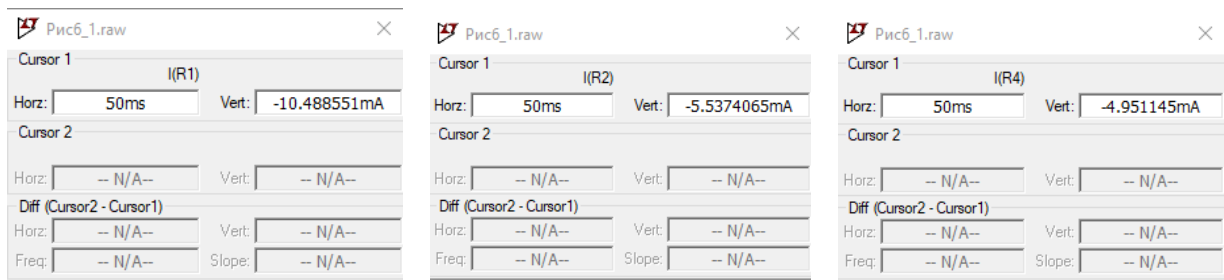 Рис6_1.raw
Cursor 1
I(R1)
Horz: 50ms Vert: -10.488551mA
Cursor 2
Horz: -- N/A-- Vert: -- N/A--
Diff (Cursor2 - Cursor1)
Horz: -- N/A-- Vert: -- N/A--
Freq: -- N/A-- Slope: -- N/A--
Рис6_1.raw
Cursor 1
I(R2)
Horz: 50ms Vert: -5.5374065mA
Cursor 2
Horz: -- N/A-- Vert: -- N/A--
Diff (Cursor2 - Cursor1)
Horz: -- N/A-- Vert: -- N/A--
Freq: -- N/A-- Slope: -- N/A--
Рис6_1.raw
Cursor 1
I(R4)
Horz: 50ms Vert: -4.951145mA
Cursor 2
Horz: -- N/A-- Vert: -- N/A--
Diff (Cursor2 - Cursor1)
Horz: -- N/A-- Vert: -- N/A--
Freq: -- N/A-- Slope: -- N/A--